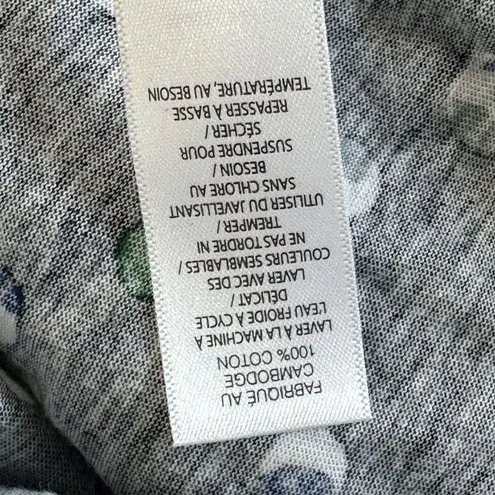 FABRIQUÉ AU
CAMBODGE
100% COTON
LAVER À LA MACHINE À
L'EAU FROIDE À CYCLE
DÉLICAT /
LAVER AVEC DES
COULEURS SEMBLABLES /
NE PAS TORDRE NI
TREMPER /
UTILISER DU JAVELLISANT
SANS CHLORE AU
BESOIN /
SUSPENDRE POUR
SÉCHER /
REPASSER À BASSE
TEMPÉRATURE, AU BESOIN